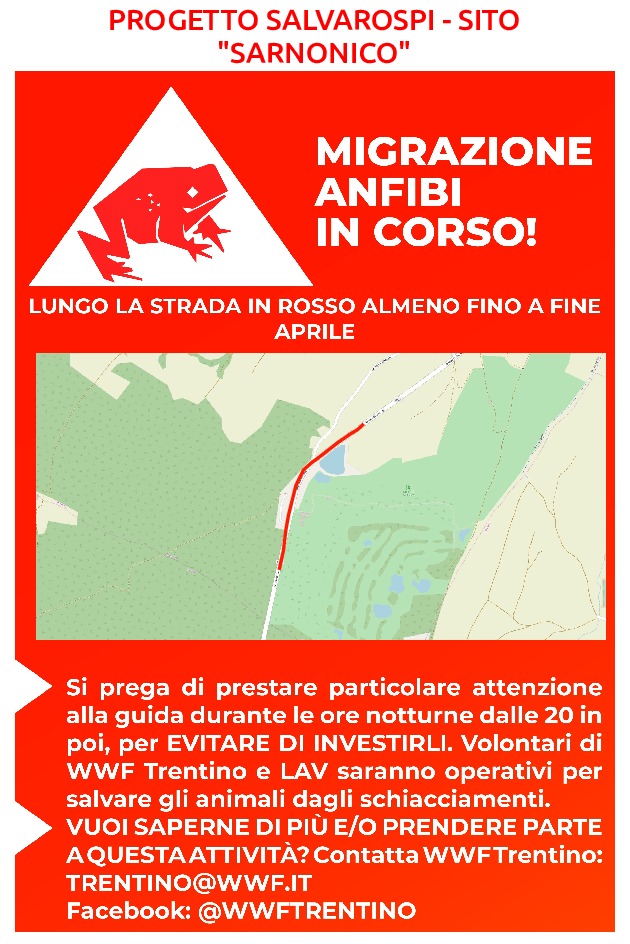 PROGETTO SALVAROSPI - SITO
"SARNONICO"
MIGRAZIONE
ANFIBI
IN CORSO!
LUNGO LA STRADA IN ROSSO ALMENO FINO A FINE
APRILE
Si prega di prestare particolare attenzione
alla guida durante le ore notturne dalle 20 in
poi, per EVITARE DI INVESTIRLI. Volontari di
WWF Trentino e LAV saranno operativi per
salvare gli animali dagli schiacciamenti.
VUOI SAPERNE DI PIÙ E/O PRENDERE PARTE
A QUESTA ATTIVITÀ? Contatta WWF Trentino:
TRENTINO@WWF.IT
Facebook: @WWFTRENTINO